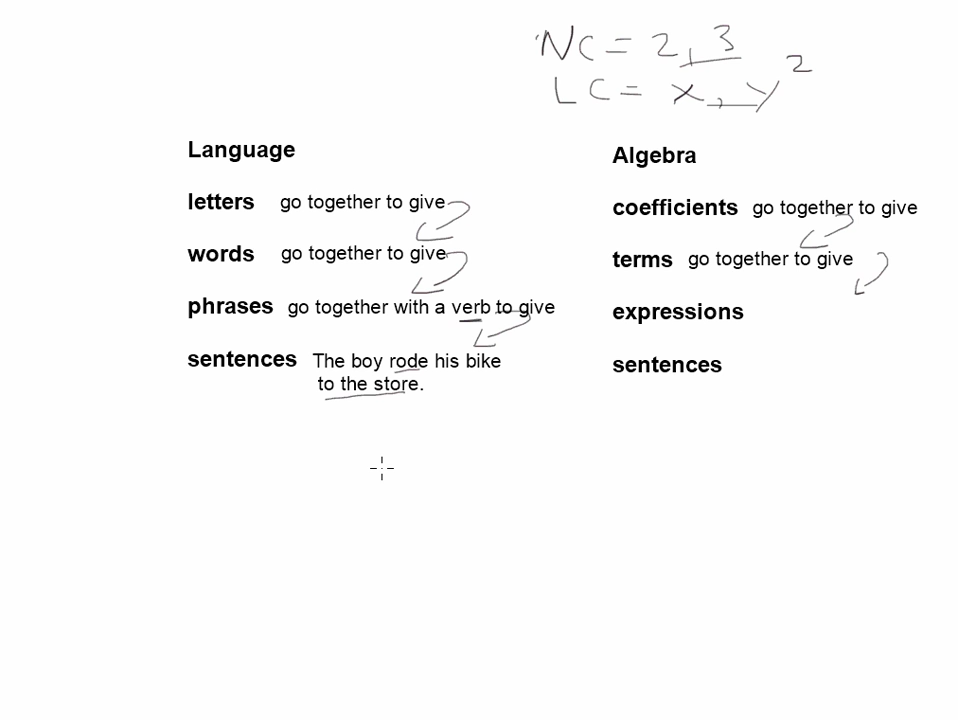 NC = 2, 3
LC = x, y²
Language
letters go together to give
words go together to give
phrases go together with a verb to give
sentences The boy rode his bike
to the store.
Algebra
coefficients go together to give
terms go together to give
expressions
sentences